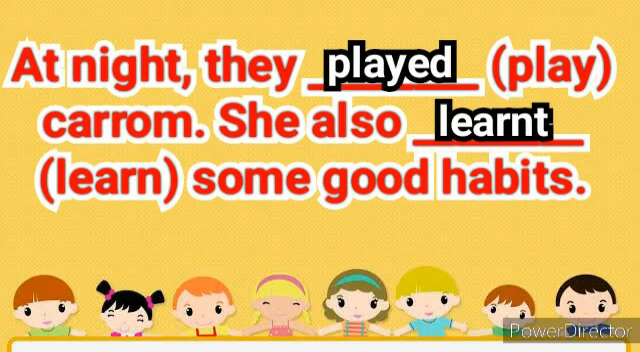 At night, they played (play)
carrom. She also learnt
(learn) some good habits.
PowerDirector